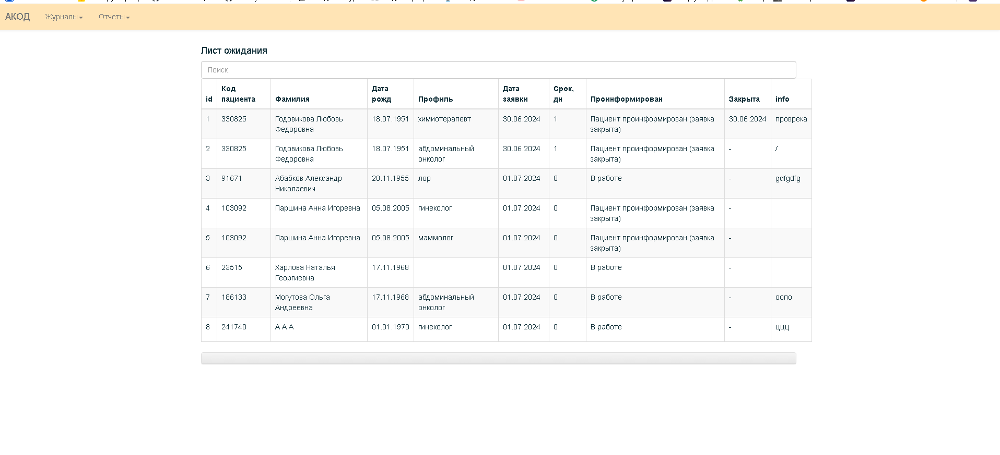 АКОД Журналы Отчеты
Лист ожидания
Поиск.
id Код пациента Фамилия Дата рожд Профиль Дата заявки Срок, дн Проинформирован Закрыта info
1 330825 Годовикова Любовь Федоровна 18.07.1951 химиотерапевт 30.06.2024 1 Пациент проинформирован (заявка закрыта) 30.06.2024 проврека
2 330825 Годовикова Любовь Федоровна 18.07.1951 абдоминальный онколог 30.06.2024 1 Пациент проинформирован (заявка закрыта) - /
3 91671 Абабков Александр Николаевич 28.11.1955 лор 01.07.2024 0 В работе - gdfgdfg
4 103092 Паршина Анна Игоревна 05.08.2005 гинеколог 01.07.2024 0 Пациент проинформирован (заявка закрыта) -
5 103092 Паршина Анна Игоревна 05.08.2005 маммолог 01.07.2024 0 Пациент проинформирован (заявка закрыта) -
6 23515 Харлова Наталья Георгиевна 17.11.1968 01.07.2024 0 В работе -
7 186133 Могутова Ольга Андреевна 17.11.1968 абдоминальный онколог 01.07.2024 0 В работе - оопо
8 241740 А А А 01.01.1970 гинеколог 01.07.2024 0 В работе - ццц